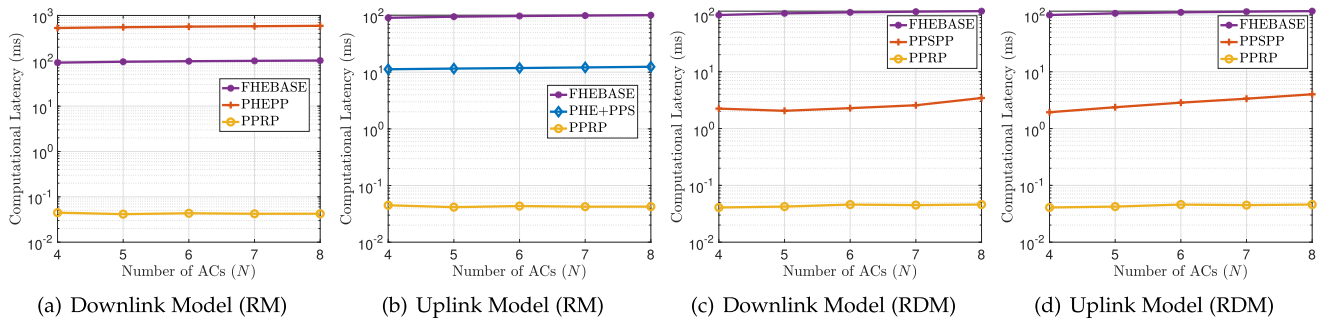 Computational Latency (ms)
10^3
10^2
10^1
10^0
10^-1
10^-2
FHEBASE
PHEPP
PPRP
4 5 6 7 8
Number of ACs (N)
(a) Downlink Model (RM)
Computational Latency (ms)
10^2
10^1
10^0
10^-1
10^-2
FHEBASE
PHE+PPS
PPRP
4 5 6 7 8
Number of ACs (N)
(b) Uplink Model (RM)
Computational Latency (ms)
10^2
10^1
10^0
10^-1
10^-2
FHEBASE
PPSPP
PPRP
4 5 6 7 8
Number of ACs (N)
(c) Downlink Model (RDM)
Computational Latency (ms)
10^2
10^1
10^0
10^-1
10^-2
FHEBASE
PPSPP
PPRP
4 5 6 7 8
Number of ACs (N)
(d) Uplink Model (RDM)